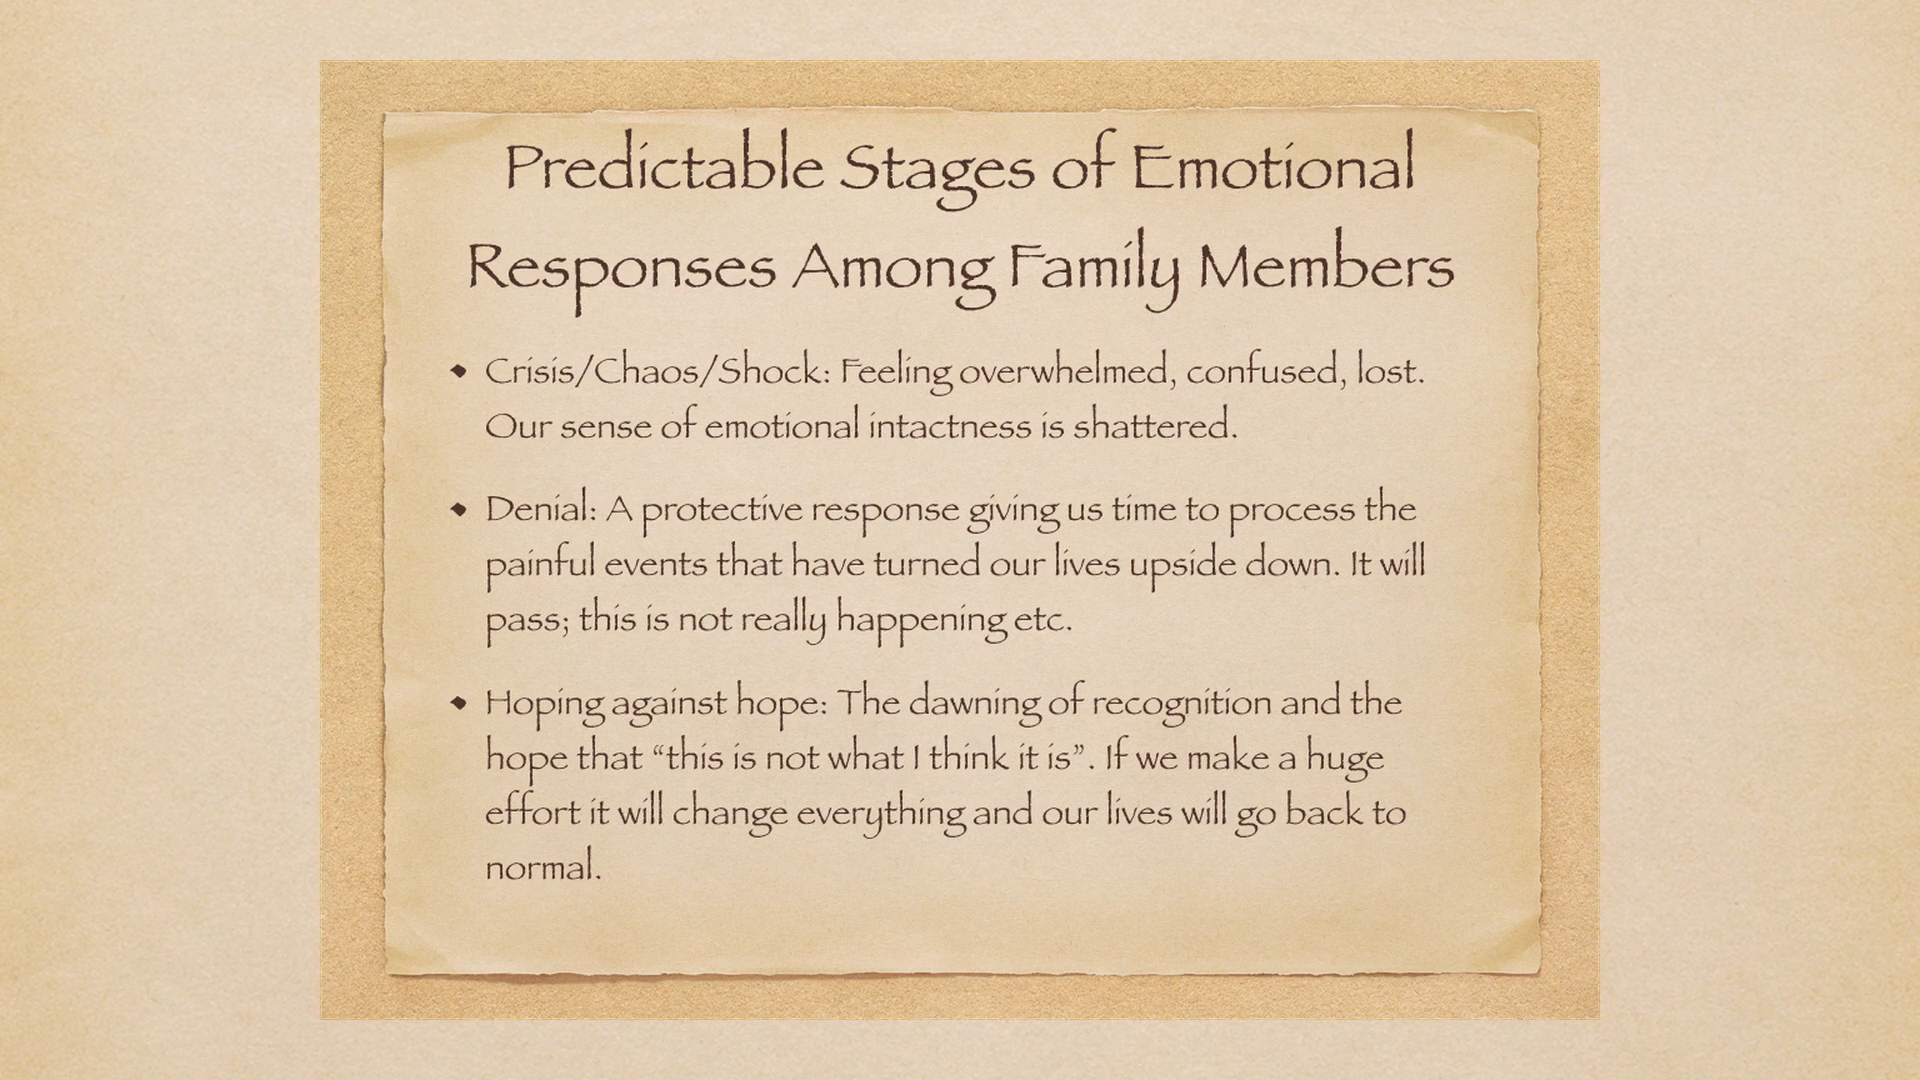 Predictable Stages of Emotional
Responses Among Family Members
• Crisis/Chaos/Shock: Feeling overwhelmed, confused, lost.
Our sense of emotional intactness is shattered.
• Denial: A protective response giving us time to process the
painful events that have turned our lives upside down. It will
pass; this is not really happening etc.
• Hoping against hope: The dawning of recognition and the
hope that “this is not what I think it is”. If we make a huge
effort it will change everything and our lives will go back to
normal.